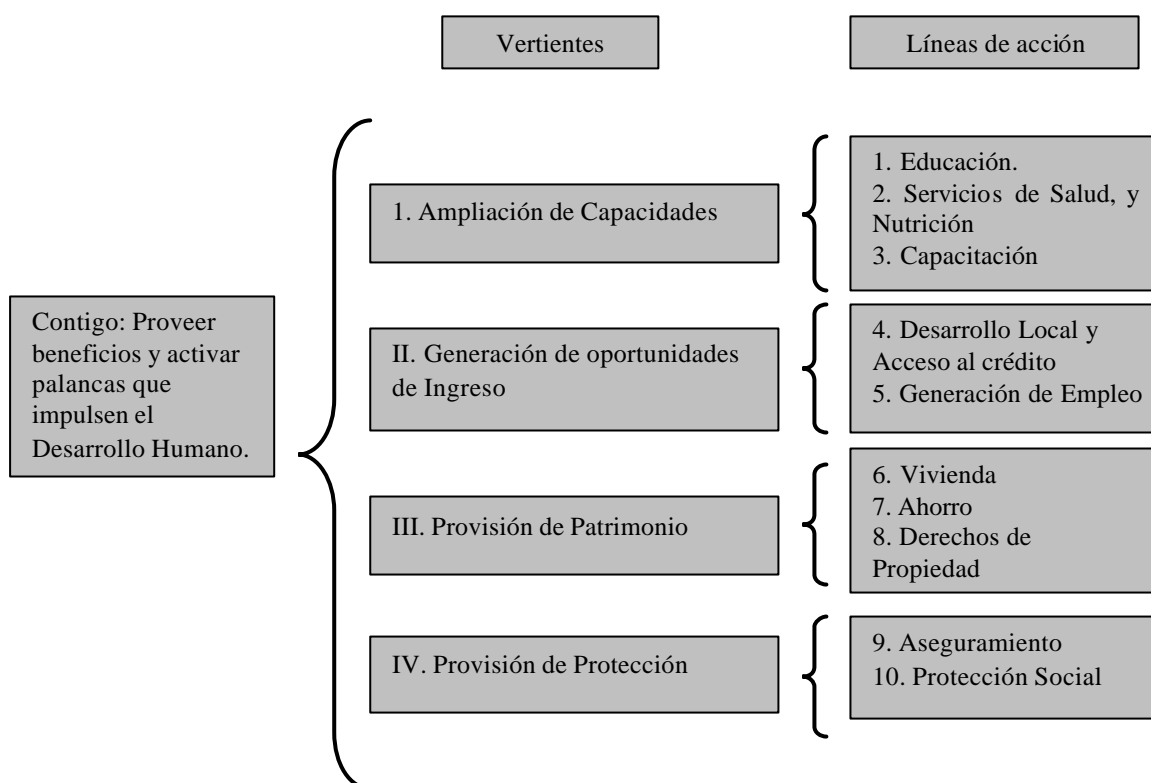 Vertientes
Líneas de acción
Contigo: Proveer
beneficios y activar
palancas que
impulsen el
Desarrollo Humano.
1. Ampliación de Capacidades
1. Educación.
2. Servicios de Salud, y
Nutrición
3. Capacitación
II. Generación de oportunidades
de Ingreso
4. Desarrollo Local y
Acceso al crédito
5. Generación de Empleo
III. Provisión de Patrimonio
6. Vivienda
7. Ahorro
8. Derechos de
Propiedad
IV. Provisión de Protección
9. Aseguramiento
10. Protección Social